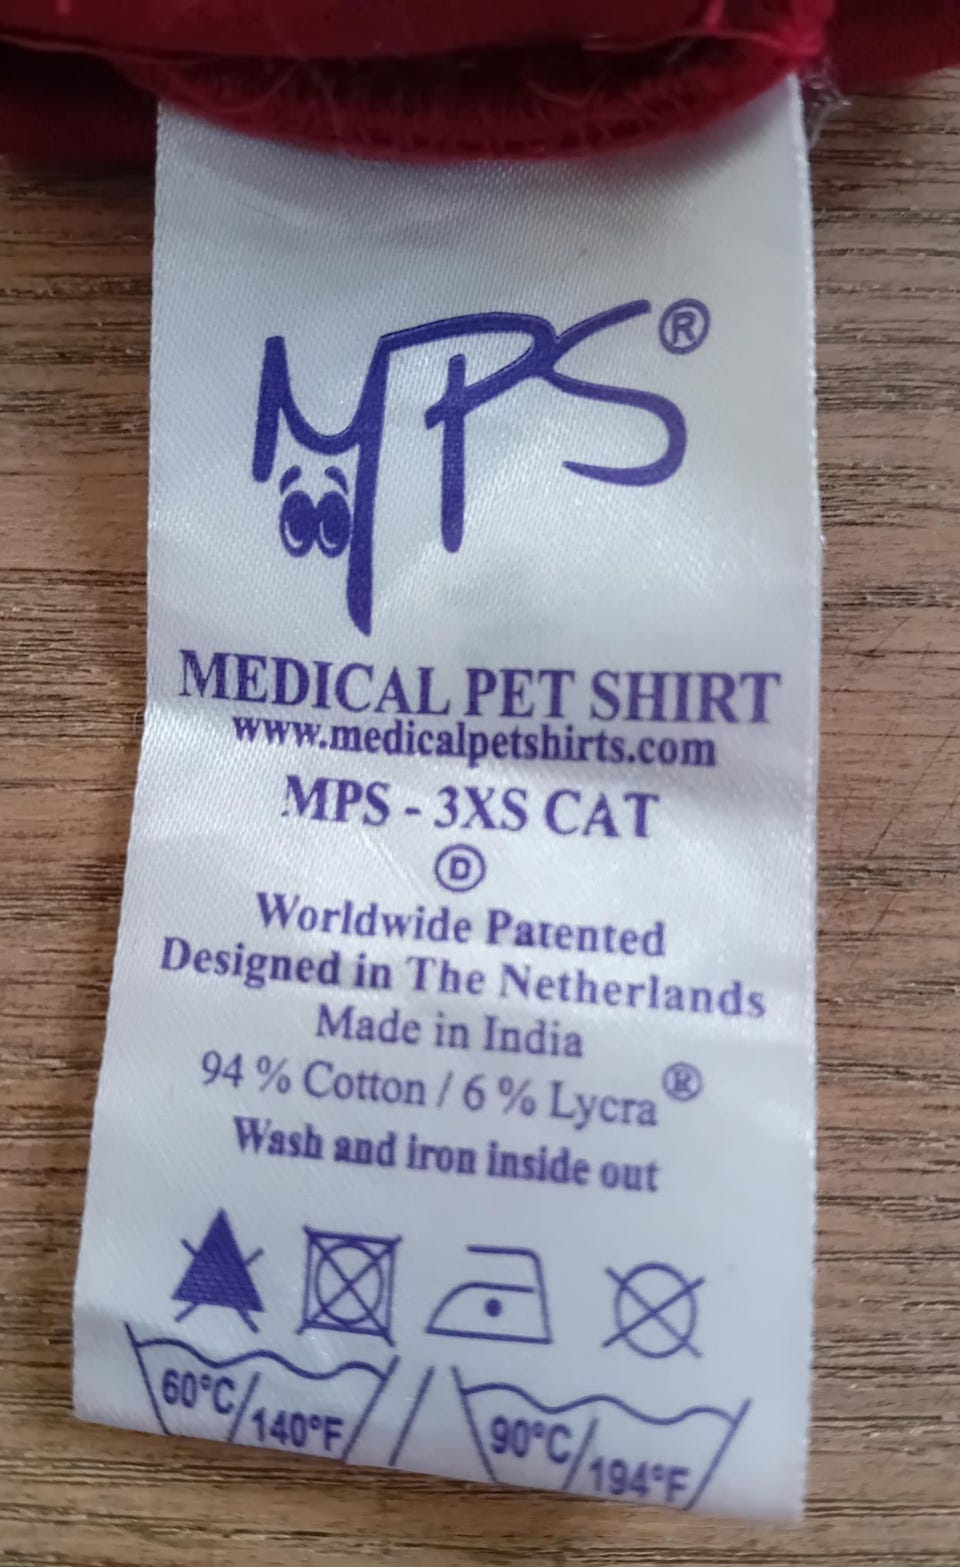 MPS®
MEDICAL PET SHIRT
www.medicalpetshirts.com
MPS - 3XS CAT
Ⓓ
Worldwide Patented
Designed in The Netherlands
Made in India
94 % Cotton / 6 % Lycra®
Wash and iron inside out
60°C/140°F / 90°C/194°F